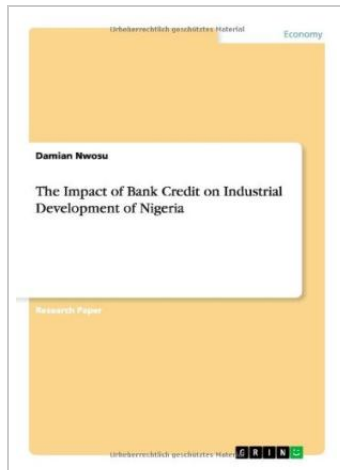 Urheberrechtlich geschütztes Material
Economy
Damian Nwosu
The Impact of Bank Credit on Industrial
Development of Nigeria
Research Paper
Urheberrechtlich geschütztes Mater
GRIN